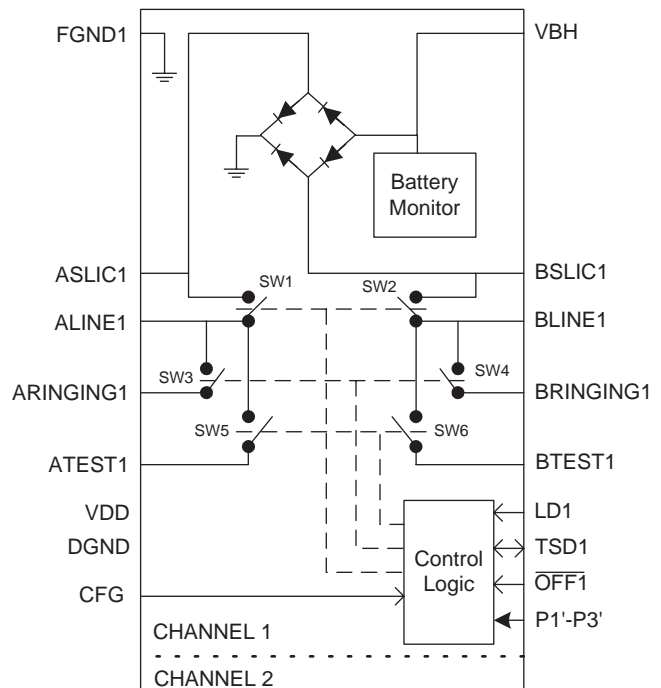 FGND1
VBH
Battery
Monitor
ASLIC1
BSLIC1
SW1
SW2
ALINE1
BLINE1
SW3
SW4
ARINGING1
BRINGING1
SW5
SW6
ATEST1
BTEST1
VDD
LD1
DGND
TSD1
Control
Logic
CFG
OFF1
P1'-P3'
CHANNEL 1
CHANNEL 2